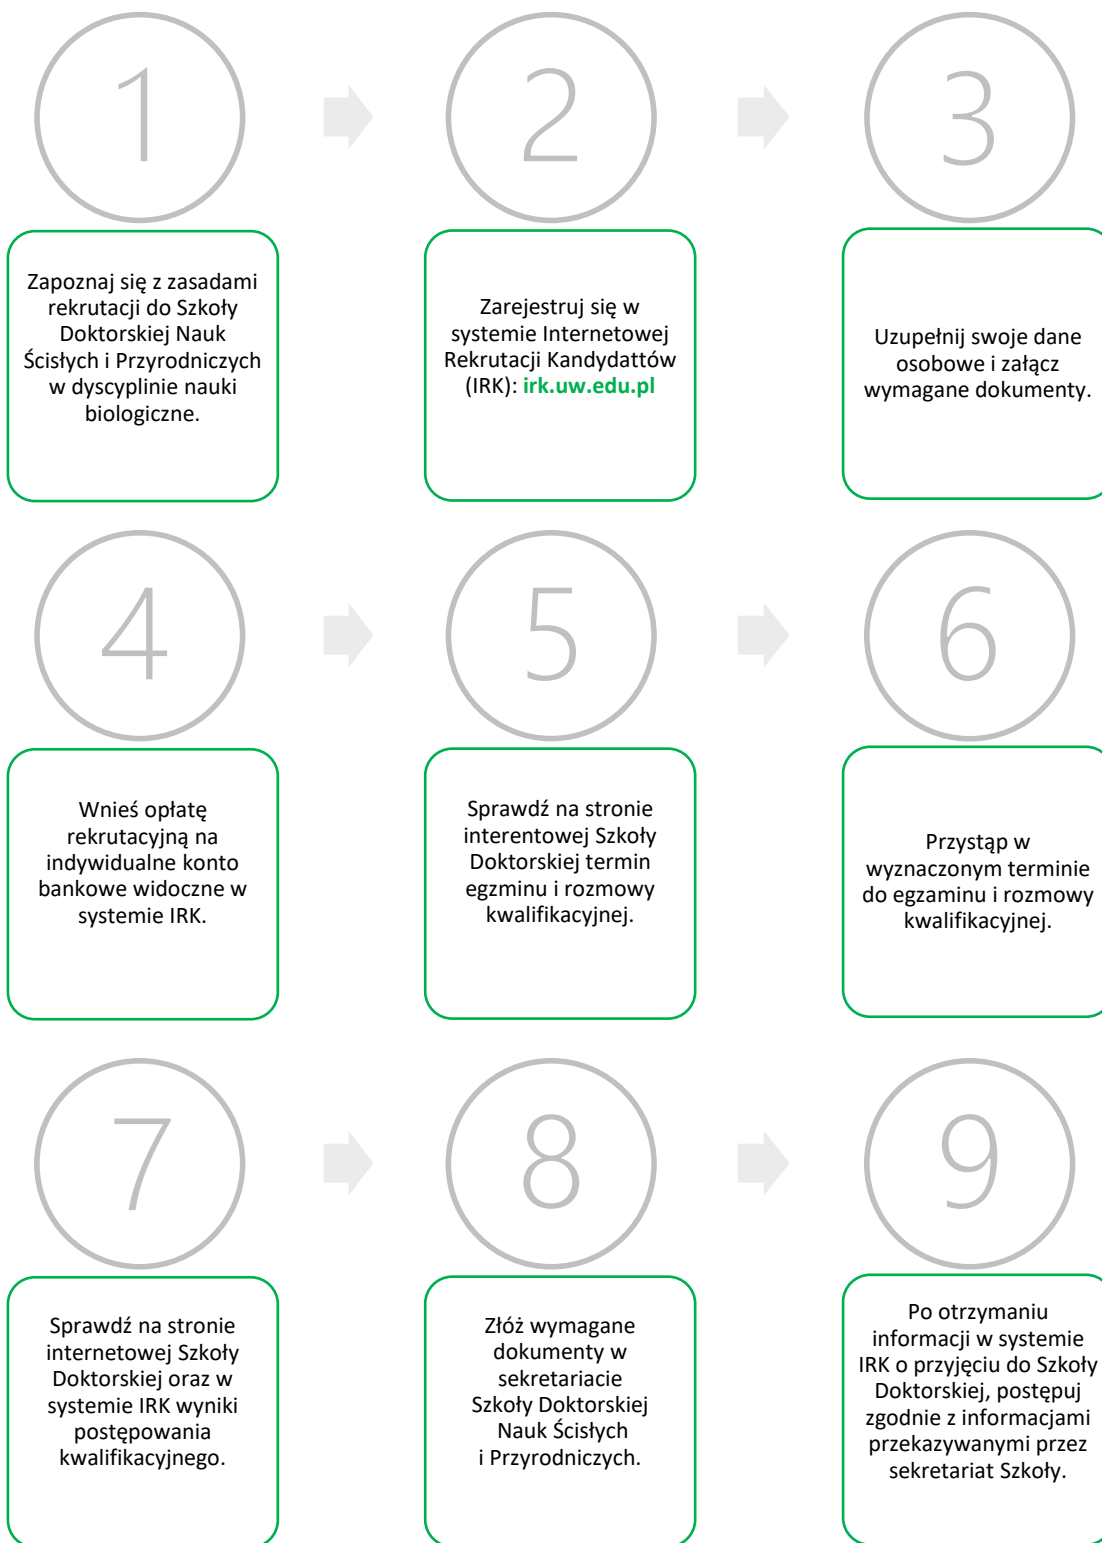 1
2
3
Zapoznaj się z zasadami
rekrutacji do Szkoły
Doktorskiej Nauk
Ścisłych i Przyrodniczych
w dyscyplinie nauki
biologiczne.
Zarejestruj się w
systemie Internetowej
Rekrutacji Kandydattów
(IRK): irk.uw.edu.pl
Uzupełnij swoje dane
osobowe i załącz
wymagane dokumenty.
4
5
6
Wnieś opłatę
rekrutacyjną na
indywidualne konto
bankowe widoczne w
systemie IRK.
Sprawdź na stronie
interentowej Szkoły
Doktorskiej termin
egzminu i rozmowy
kwalifikacyjnej.
Przystąp w
wyznaczonym terminie
do egzaminu i rozmowy
kwalifikacyjnej.
7
8
9
Sprawdź na stronie
internetowej Szkoły
Doktorskiej oraz w
systemie IRK wyniki
postępowania
kwalifikacyjnego.
Złóż wymagane
dokumenty w
sekretariacie
Szkoły Doktorskiej
Nauk Ścisłych
i Przyrodniczych.
Po otrzymaniu
informacji w systemie
IRK o przyjęciu do Szkoły
Doktorskiej, postępuj
zgodnie z informacjami
przekazywanymi przez
sekretariat Szkoły.